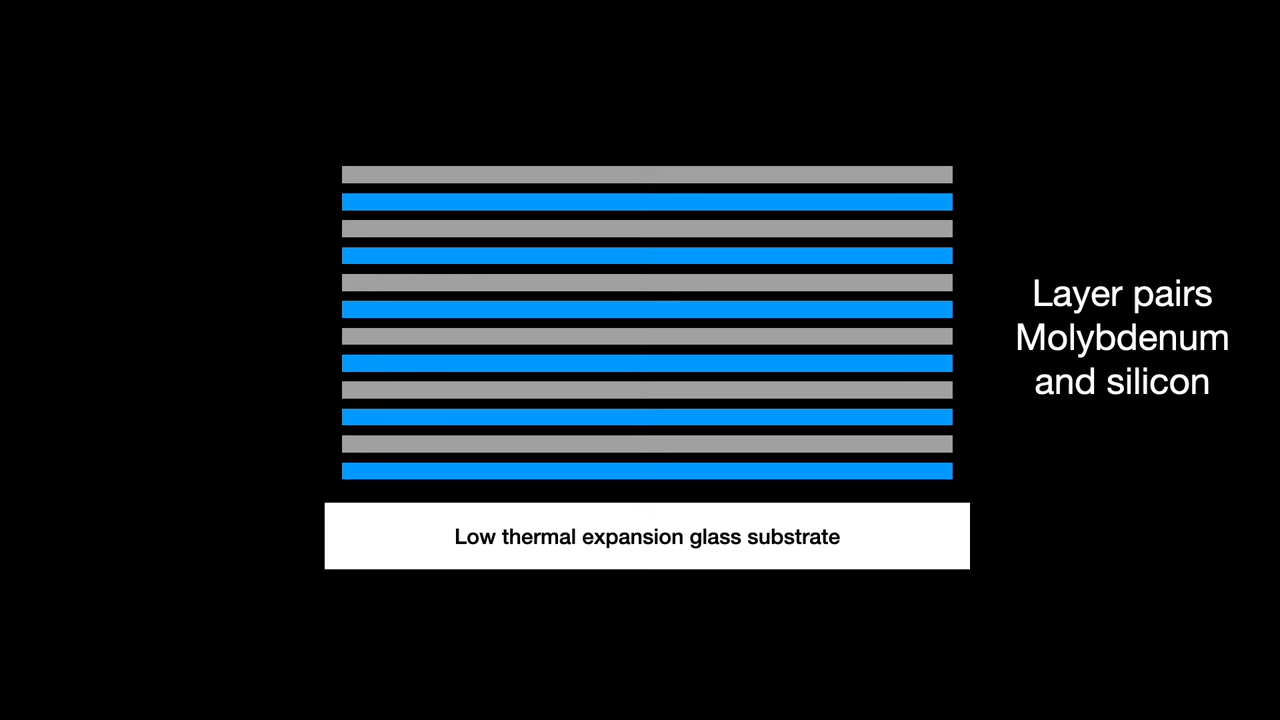 Layer pairs
Molybdenum
and silicon
Low thermal expansion glass substrate